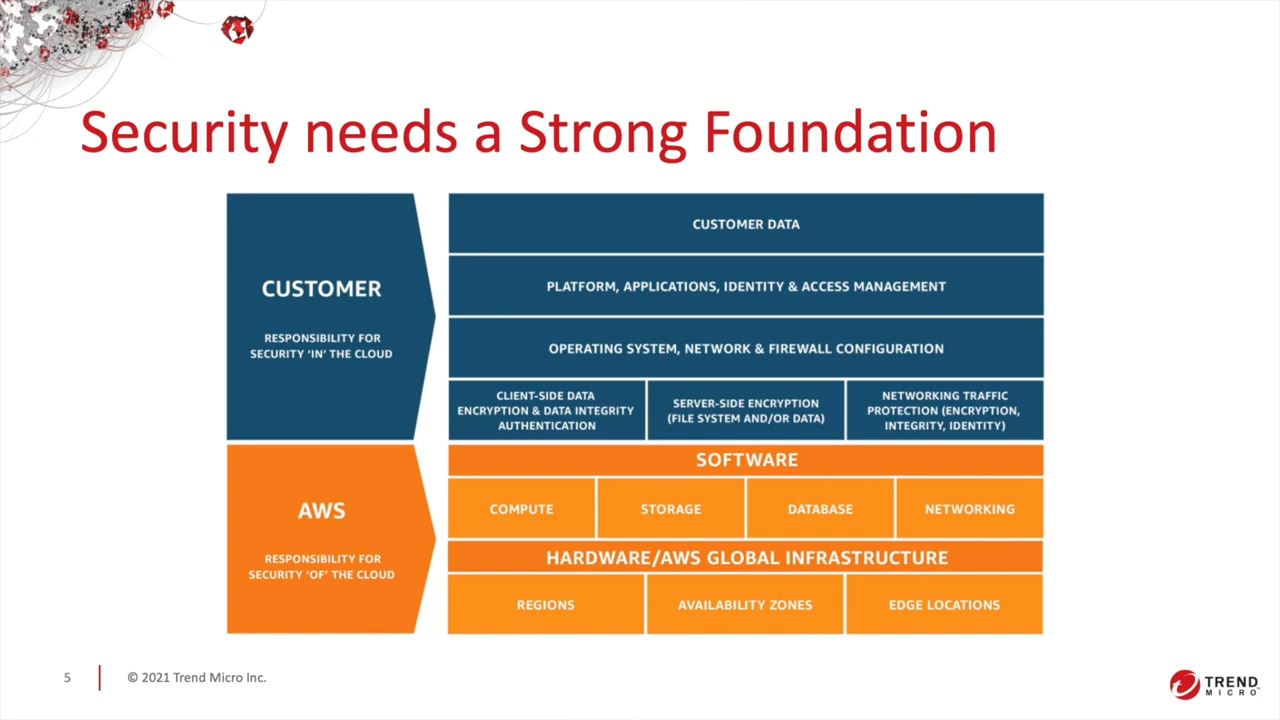 Security needs a Strong Foundation
CUSTOMER
RESPONSIBILITY FOR
SECURITY ‘IN’ THE CLOUD
CUSTOMER DATA
PLATFORM, APPLICATIONS, IDENTITY & ACCESS MANAGEMENT
OPERATING SYSTEM, NETWORK & FIREWALL CONFIGURATION
CLIENT-SIDE DATA
ENCRYPTION & DATA INTEGRITY
AUTHENTICATION
SERVER-SIDE ENCRYPTION
(FILE SYSTEM AND/OR DATA)
NETWORKING TRAFFIC
PROTECTION (ENCRYPTION,
INTEGRITY, IDENTITY)
AWS
RESPONSIBILITY FOR
SECURITY ‘OF’ THE CLOUD
SOFTWARE
COMPUTE
STORAGE
DATABASE
NETWORKING
HARDWARE/AWS GLOBAL INFRASTRUCTURE
REGIONS
AVAILABILITY ZONES
EDGE LOCATIONS
5
© 2021 Trend Micro Inc.
TREND
MICRO™